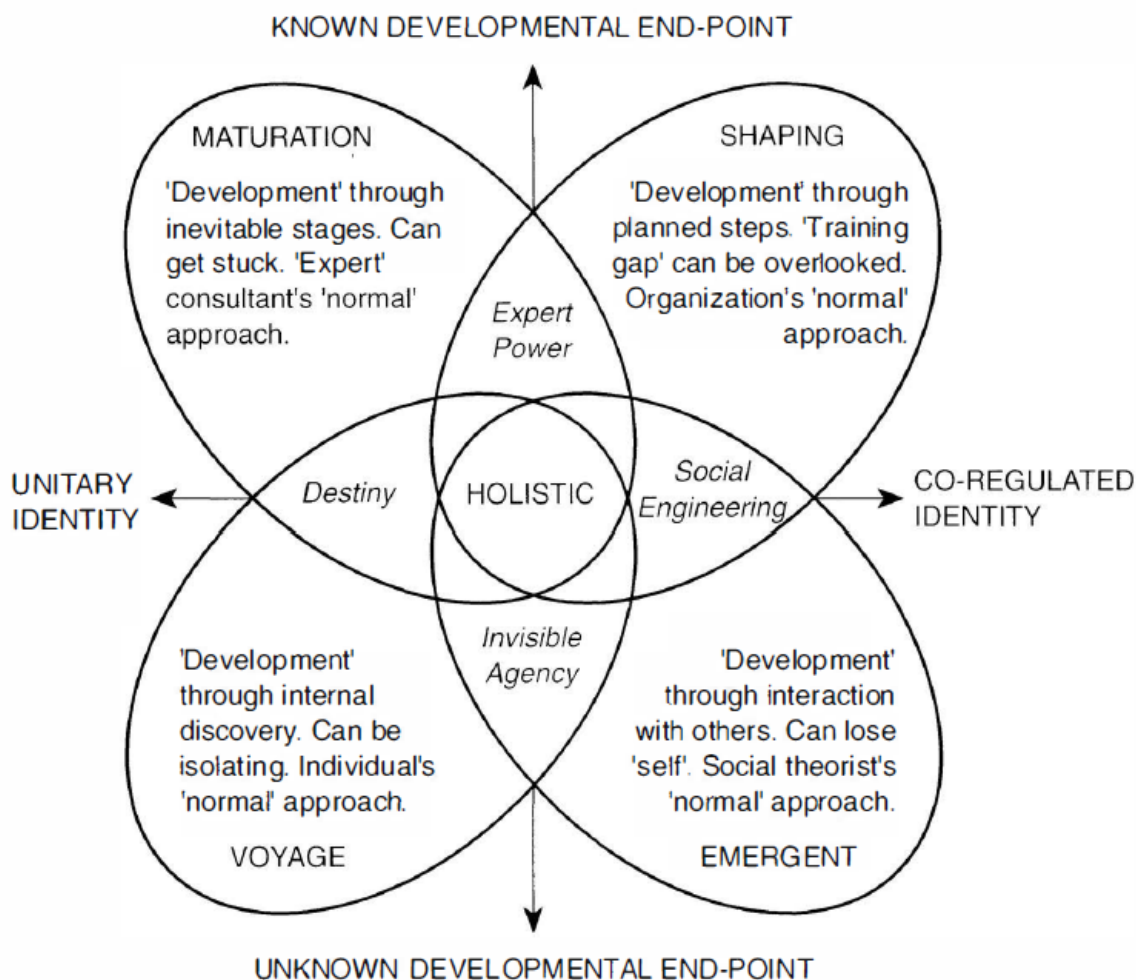 KNOWN DEVELOPMENTAL END-POINT
MATURATION
'Development' through
inevitable stages. Can
get stuck. 'Expert'
consultant's 'normal'
approach.
SHAPING
'Development' through
planned steps. 'Training
gap' can be overlooked.
Organization's 'normal'
approach.
Expert
Power
UNITARY
IDENTITY
Destiny
HOLISTIC
Social
Engineering
CO-REGULATED
IDENTITY
Invisible
Agency
'Development'
through internal
discovery. Can be
isolating. Individual's
'normal' approach.
VOYAGE
'Development'
through interaction
with others. Can lose
'self'. Social theorist's
'normal' approach.
EMERGENT
UNKNOWN DEVELOPMENTAL END-POINT